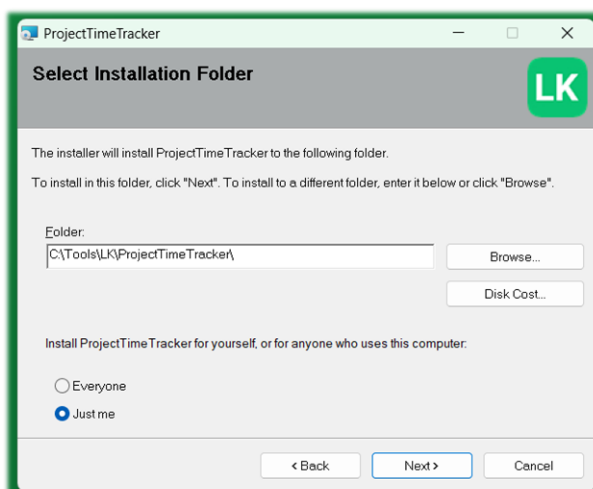 ProjectTimeTracker
Select Installation Folder
LK
The installer will install ProjectTimeTracker to the following folder.
To install in this folder, click "Next". To install to a different folder, enter it below or click "Browse".
Folder:
C:\Tools\LK\ProjectTimeTracker\
Browse...
Disk Cost...
Install ProjectTimeTracker for yourself, or for anyone who uses this computer:
Everyone
Just me
< Back
Next >
Cancel